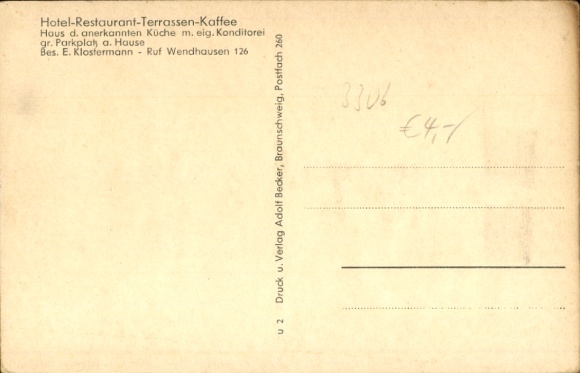 Hotel-Restaurant-Terrassen-Kaffee
Haus d. anerkannten Küche m. eig. Konditorei
gr. Parkplatz a. Hause
Bes. E. Klostermann - Ruf Wendhausen 126
u 2 Druck u. Verlag Adolf Becker, Braunschweig, Postfach 260
€4,-